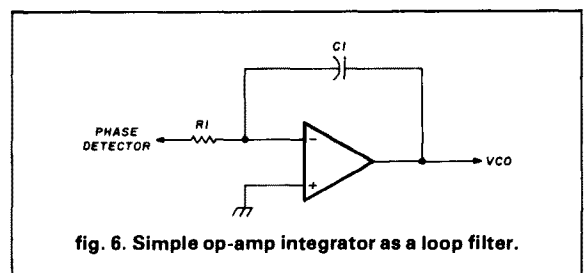 C1
PHASE
DETECTOR
R1
-
+
VCO
fig. 6. Simple op-amp integrator as a loop filter.